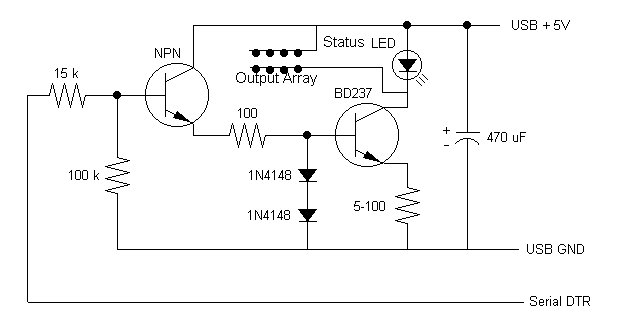 USB + 5V
Status LED
NPN
Output Array
15 k
BD237
100
+
-
470 uF
100 k
1N4148
5-100
1N4148
USB GND
Serial DTR